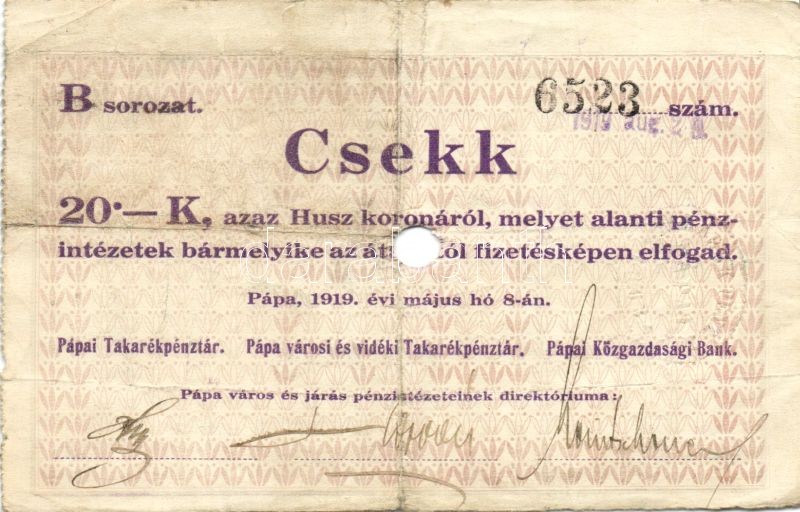 B sorozat. 6523 szám.
1919 aug.
Csekk
20·— K, azaz Husz koronáról, melyet alanti pénz-
intézetek bármelyike az fizetésképen elfogad.
Pápa, 1919. évi május hó 8-án.
Pápai Takarékpénztár. Pápa városi és vidéki Takarékpénztár. Pápai Közgazdasági Bank.
Pápa város és járás pénzintézeteinek direktóriuma: